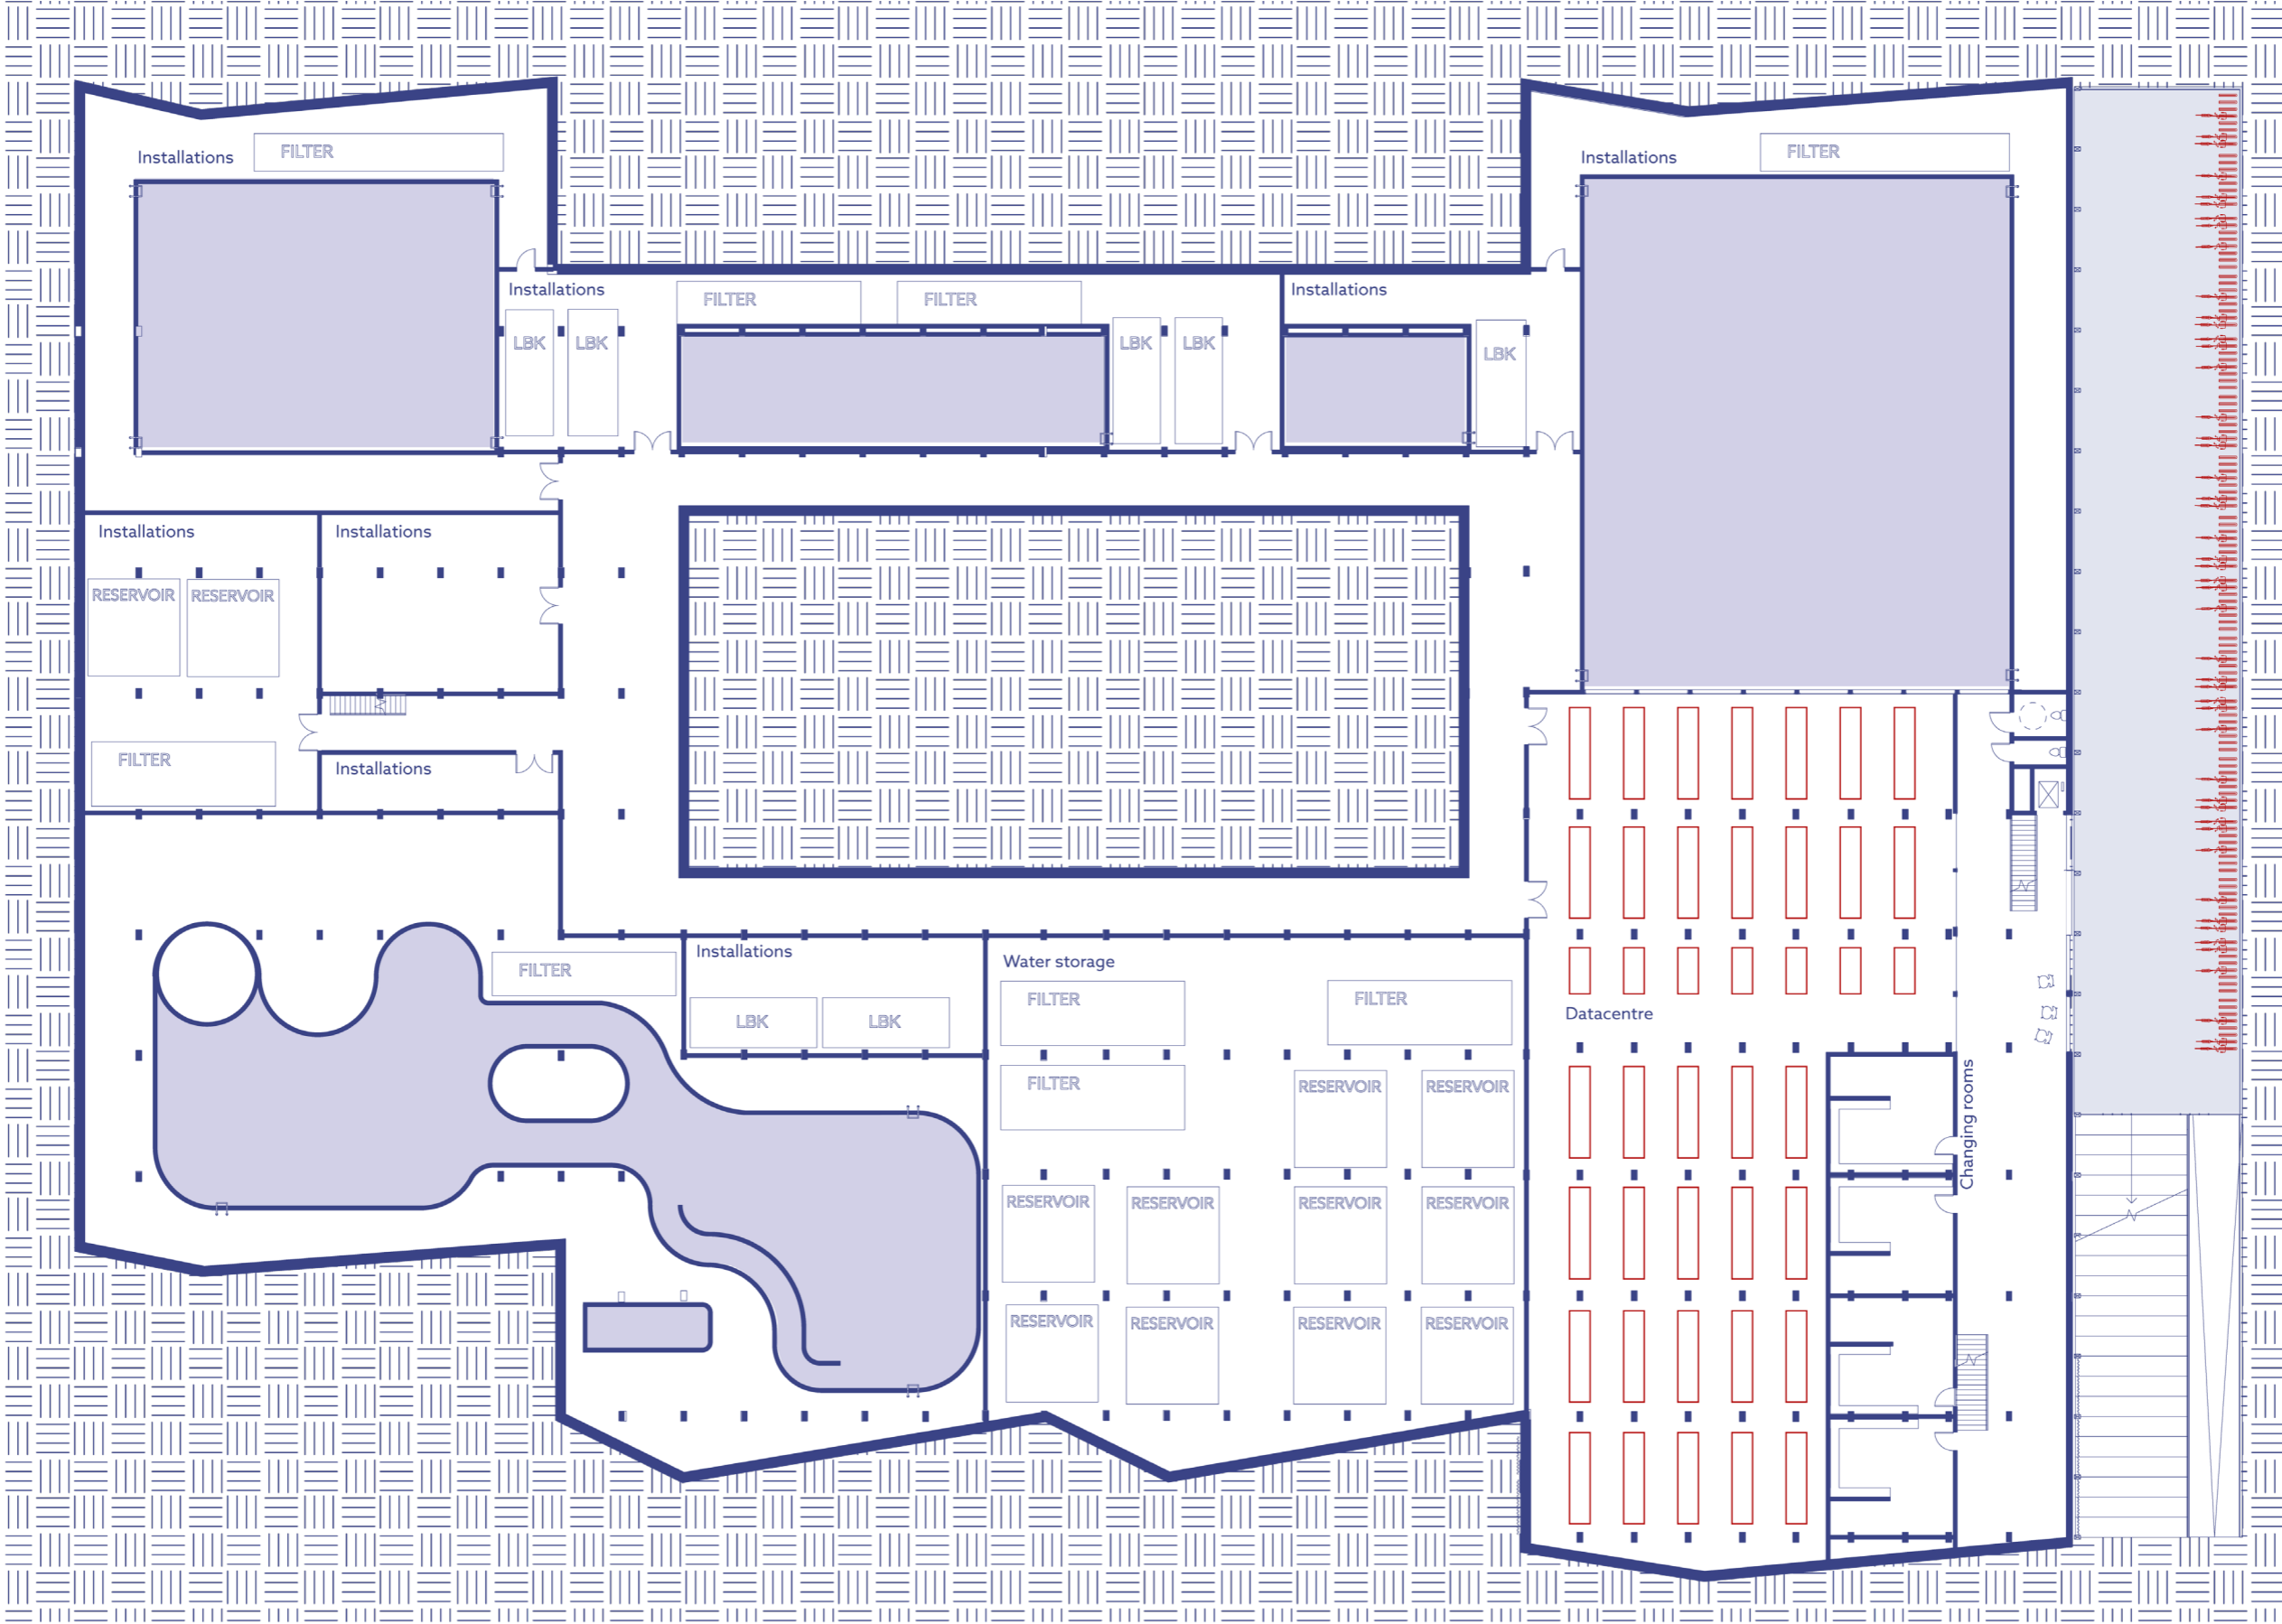 Installations
FILTER
Installations
FILTER
Installations
FILTER
FILTER
Installations
LBK
LBK
LBK
LBK
LBK
Installations
Installations
RESERVOIR
RESERVOIR
FILTER
Installations
Installations
FILTER
LBK
LBK
Water storage
FILTER
FILTER
FILTER
RESERVOIR
RESERVOIR
RESERVOIR
RESERVOIR
RESERVOIR
RESERVOIR
RESERVOIR
RESERVOIR
RESERVOIR
RESERVOIR
Datacentre
Changing rooms